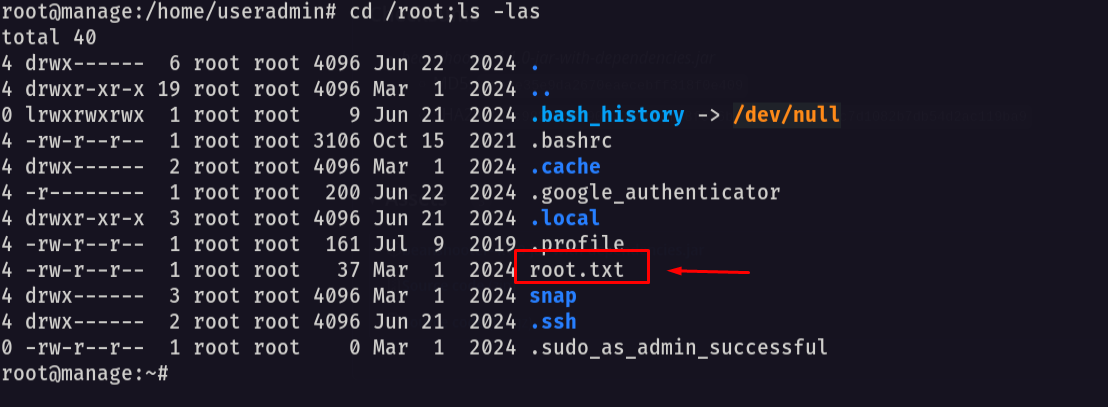 root@manage:/home/useradmin# cd /root;ls -las
total 40
4 drwx------  6 root root 4096 Jun 22  2024 .
4 drwxr-xr-x 19 root root 4096 Mar  1  2024 ..
0 lrwxrwxrwx  1 root root    9 Jun 21  2024 .bash_history -> /dev/null
4 -rw-r--r--  1 root root 3106 Oct 15  2021 .bashrc
4 drwx------  2 root root 4096 Mar  1  2024 .cache
4 -r--------  1 root root  200 Jun 22  2024 .google_authenticator
4 drwxr-xr-x  3 root root 4096 Jun 21  2024 .local
4 -rw-r--r--  1 root root  161 Jul  9  2019 .profile
4 -rw-r--r--  1 root root   37 Mar  1  2024 root.txt
4 drwx------  3 root root 4096 Mar  1  2024 snap
4 drwx------  2 root root 4096 Jun 21  2024 .ssh
0 -rw-r--r--  1 root root    0 Mar  1  2024 .sudo_as_admin_successful
root@manage:~#